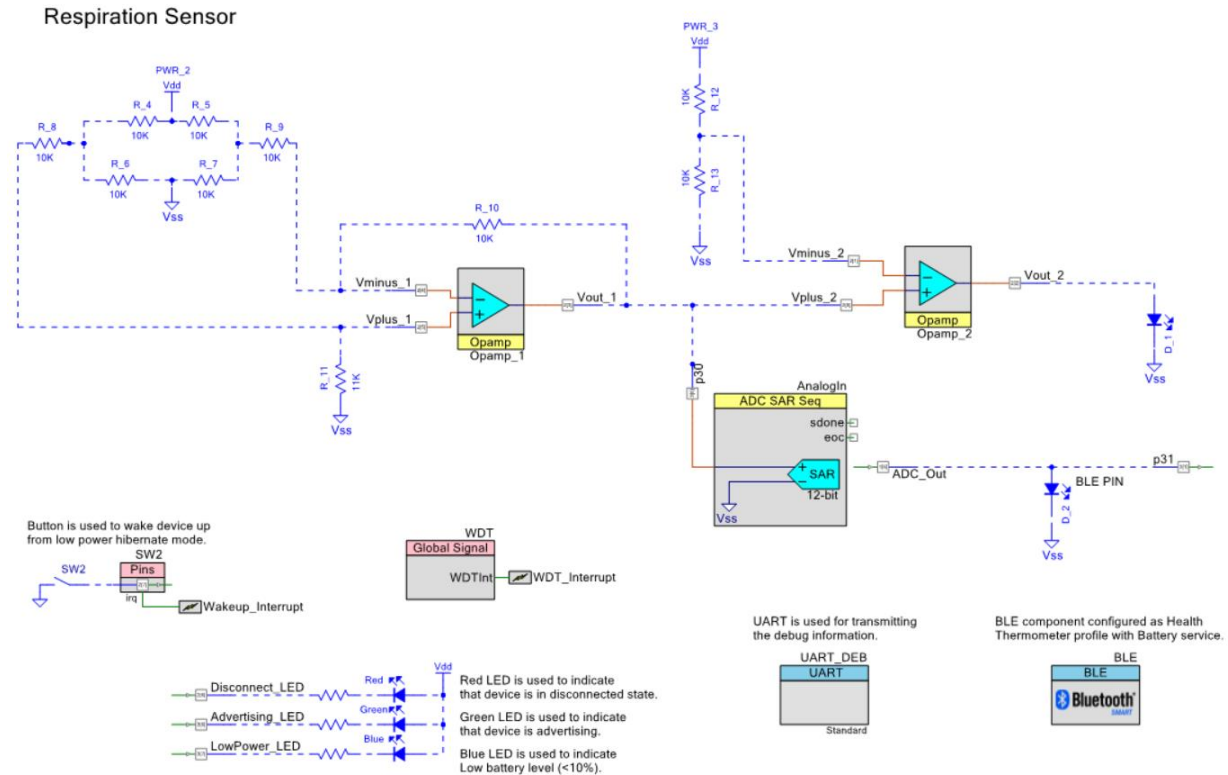 Respiration Sensor
PWR_2
Vdd
R_4
R_5
10K
10K
R_8
10K
R_9
10K
R_6
10K
R_7
10K
Vss
PWR_3
Vdd
10K
R_12
10K
R_13
Vss
R_10
10K
Vminus_1
Vplus_1
Vout_1
Opamp
Opamp_1
R_11
11K
Vss
Vminus_2
Vplus_2
Vout_2
Opamp
Opamp_2
D_1
Vss
p30
AnalogIn
ADC SAR Seq
sdone
eoc
SAR
12-bit
Vss
ADC_Out
BLE PIN
p31
D_2
Vss
Button is used to wake device up
from low power hibernate mode.
SW2
SW2
Pins
irq
Wakeup_Interrupt
WDT
Global Signal
WDTInt
WDT_Interrupt
UART is used for transmitting
the debug information.
UART_DEB
UART
Standard
BLE component configured as Health
Thermometer profile with Battery service.
BLE
BLE
Bluetooth
SMART
Vdd
Disconnect_LED
Red
Red LED is used to indicate
that device is in disconnected state.
Advertising_LED
Green
Green LED is used to indicate
that device is advertising.
LowPower_LED
Blue
Blue LED is used to indicate
Low battery level (<10%).